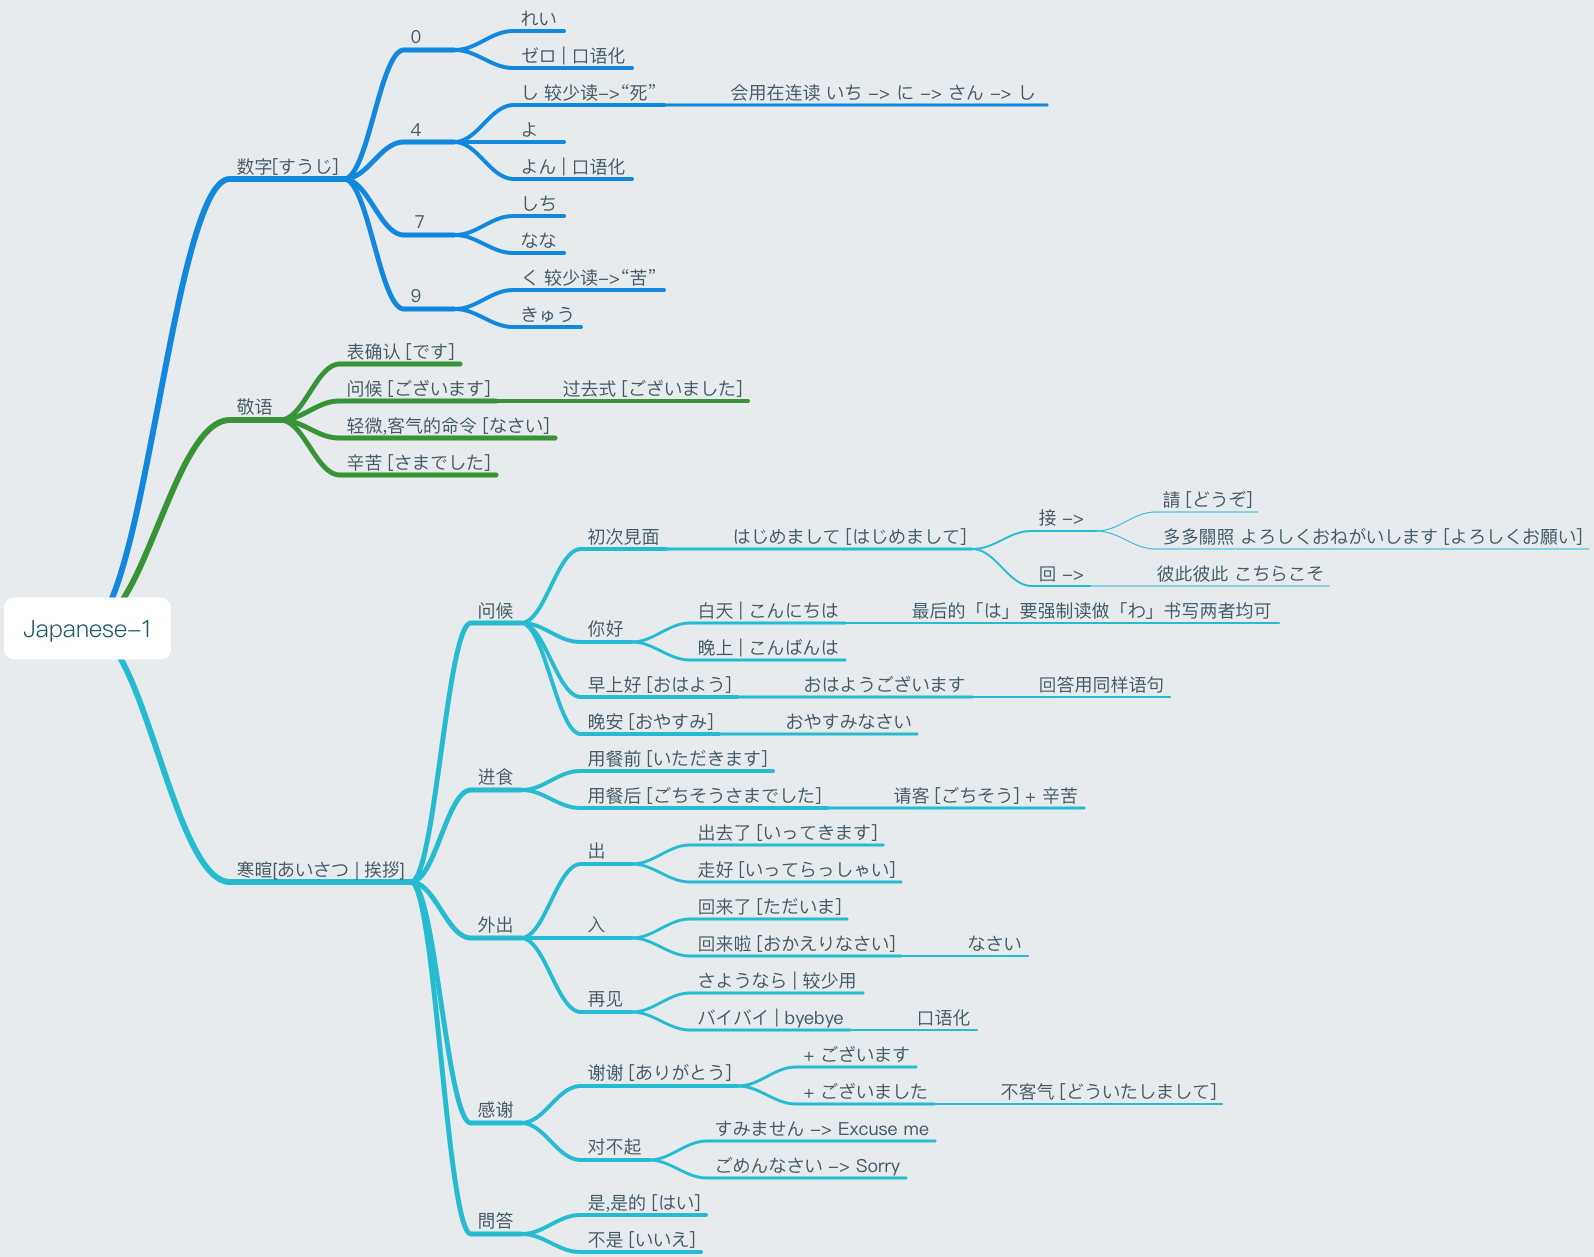 Japanese-1
数字[すうじ]
0
れい
ゼロ | 口语化
4
し 较少读->“死”
会用在连读 いち -> に -> さん -> し
よ
よん | 口语化
7
しち
なな
9
く 较少读->“苦”
きゅう
敬语
表确认 [です]
问候 [ございます]
过去式 [ございました]
轻微,客气的命令 [なさい]
辛苦 [さまでした]
寒暄[あいさつ | 挨拶]
问候
初次見面
はじめまして [はじめまして]
接 ->
請 [どうぞ]
多多關照 よろしくおねがいします [よろしくお願い]
回 ->
彼此彼此 こちらこそ
你好
白天 | こんにちは
最后的「は」要强制读做「わ」书写两者均可
晚上 | こんばんは
早上好 [おはよう]
おはようございます
回答用同样语句
晚安 [おやすみ]
おやすみなさい
进食
用餐前 [いただきます]
用餐后 [ごちそうさまでした]
请客 [ごちそう] + 辛苦
外出
出
出去了 [いってきます]
走好 [いってらっしゃい]
入
回来了 [ただいま]
回来啦 [おかえりなさい]
なさい
再见
さようなら | 较少用
バイバイ | byebye
口语化
感谢
谢谢 [ありがとう]
+ ございます
+ ございました
不客气 [どういたしまして]
对不起
すみません -> Excuse me
ごめんなさい -> Sorry
問答
是,是的 [はい]
不是 [いいえ]